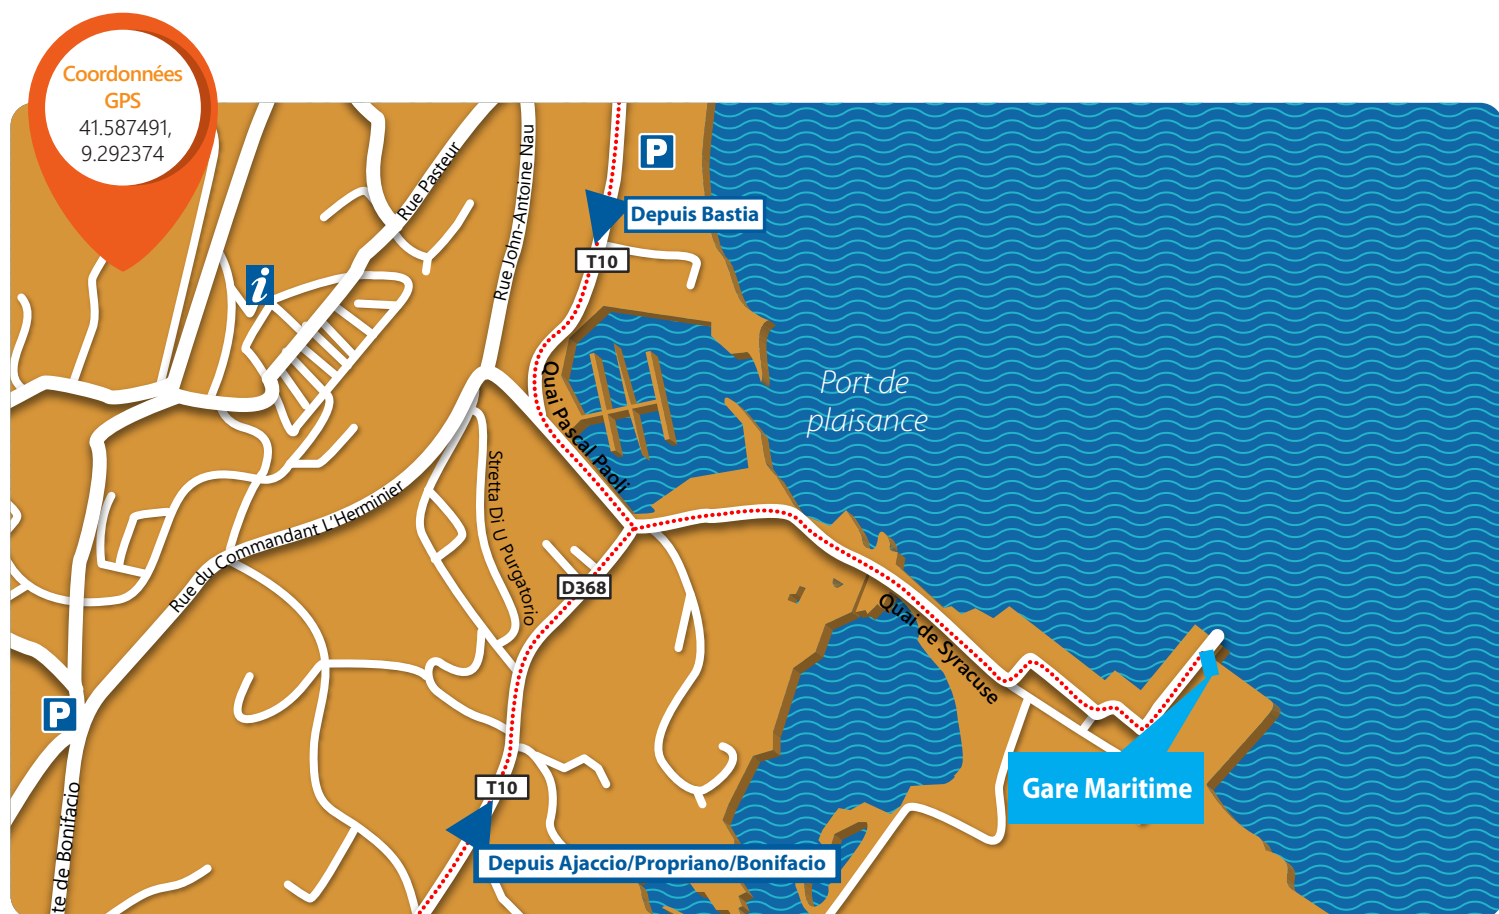 Coordonnées
GPS
41.587491,
9.292374
P
Rue Pasteur
Rue John-Antoine Nau
Depuis Bastia
T10
i
Quai Pascal Paoli
Port de
plaisance
Stretta Di U Purgatorio
Rue du Commandant L'Herminier
D368
Quai de Syracuse
P
T10
Gare Maritime
te de Bonifacio
Depuis Ajaccio/Propriano/Bonifacio